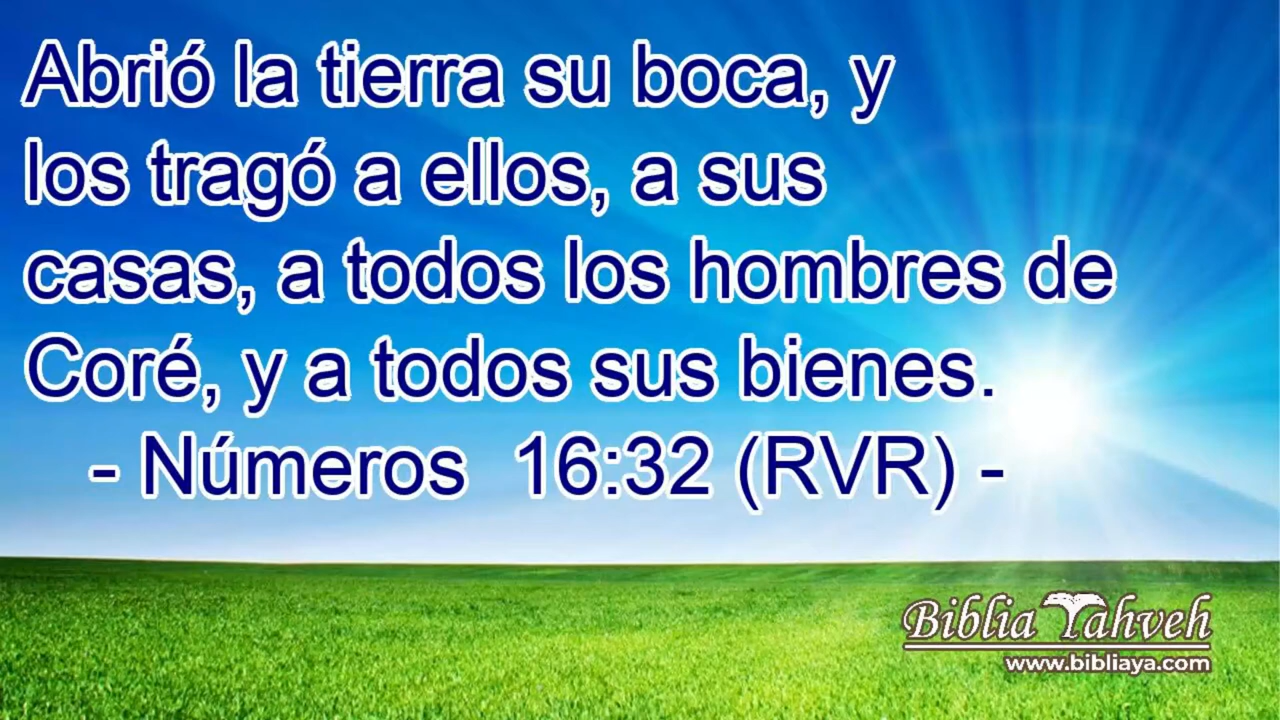 Abrió la tierra su boca, y
los tragó a ellos, a sus
casas, a todos los hombres de
Coré, y a todos sus bienes.
- Números  16:32 (RVR) -
Biblia Yahveh
www.bibliaya.com